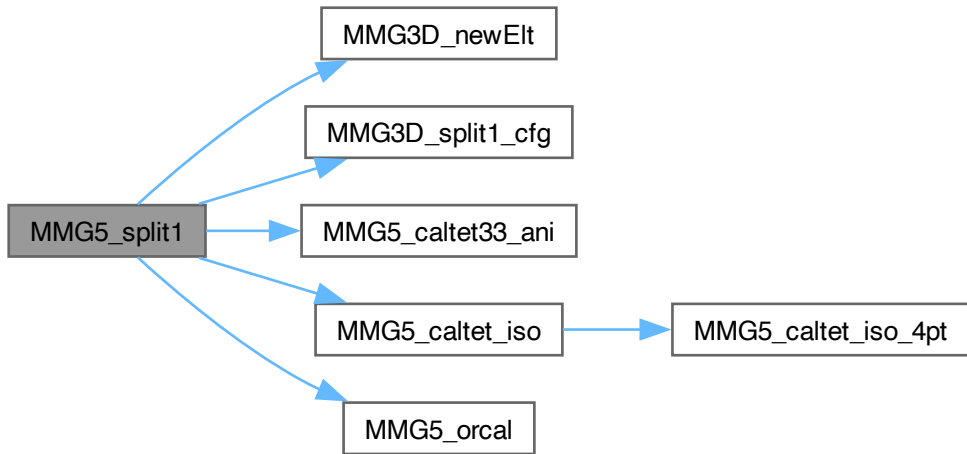 MMG3D_newElt
MMG3D_split1_cfg
MMG5_split1
MMG5_caltet33_ani
MMG5_caltet_iso
MMG5_caltet_iso_4pt
MMG5_orcal